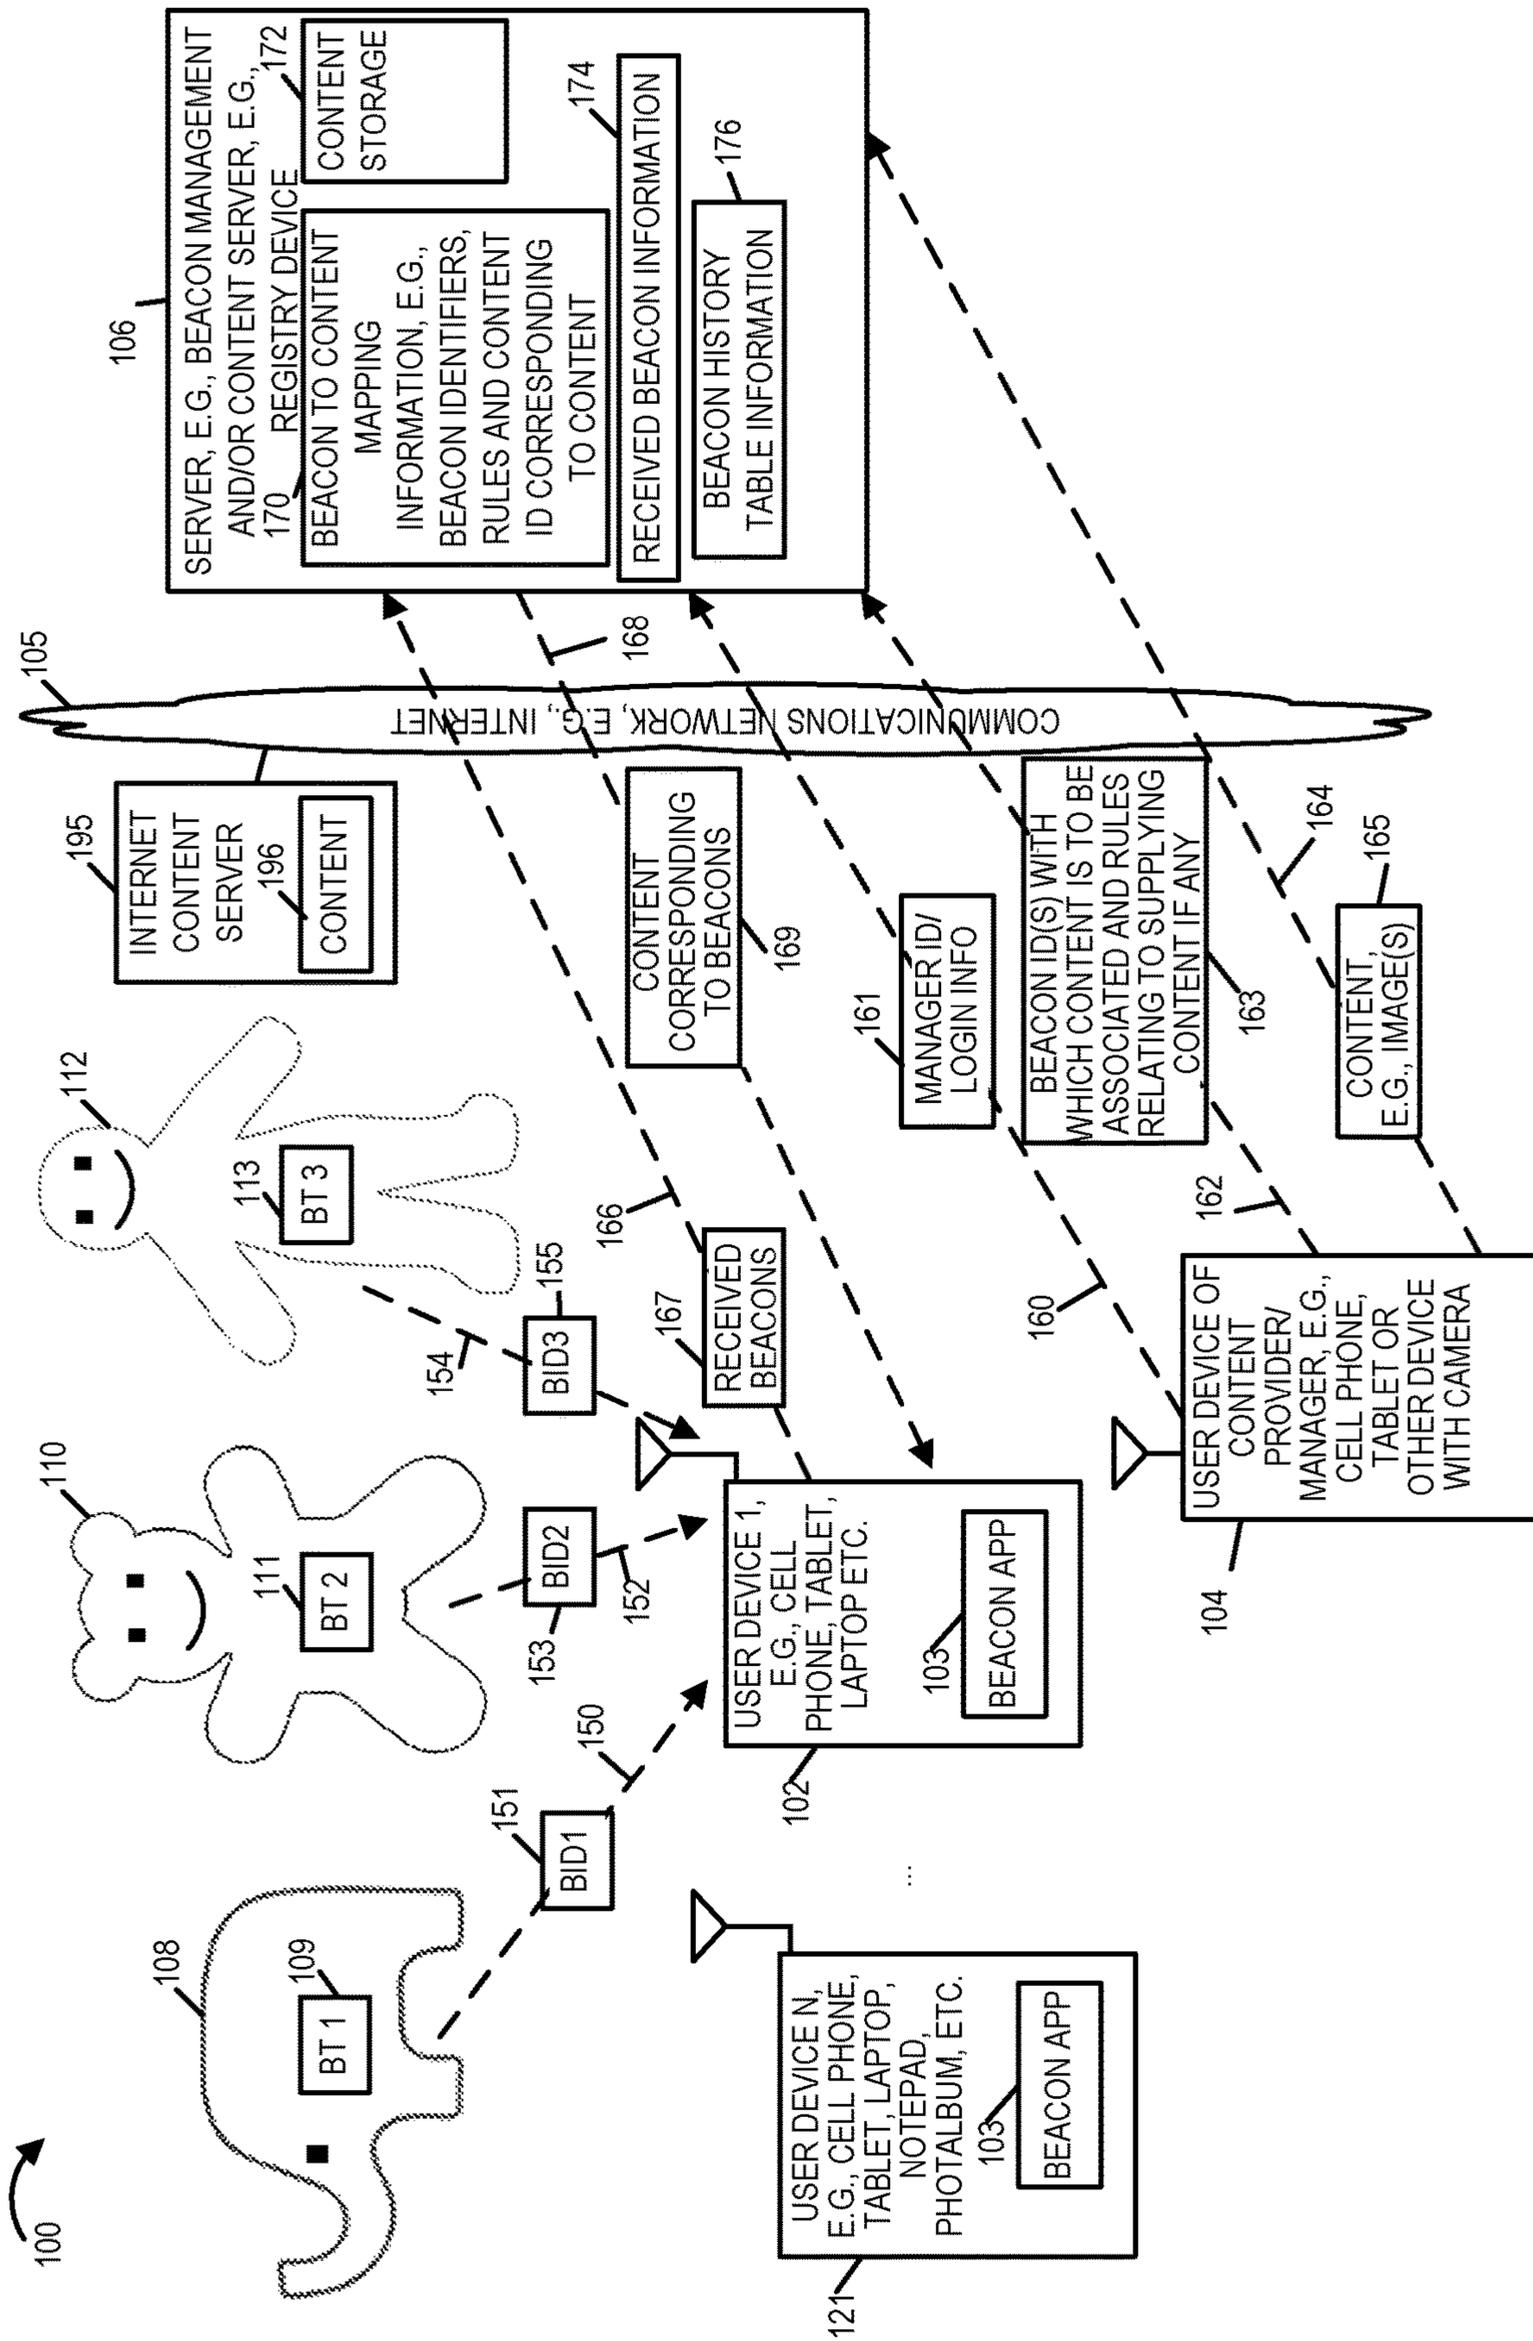 100
108
109
BT 1
110
111
BT 2
112
113
BT 3
195
INTERNET
CONTENT
SERVER
196
CONTENT
105
COMMUNICATIONS NETWORK, E.G., INTERNET
106
SERVER, E.G., BEACON MANAGEMENT
AND/OR CONTENT SERVER, E.G.,
REGISTRY DEVICE
170
BEACON TO CONTENT
MAPPING
INFORMATION, E.G.,
BEACON IDENTIFIERS,
RULES AND CONTENT
ID CORRESPONDING
TO CONTENT
172
CONTENT
STORAGE
174
RECEIVED BEACON INFORMATION
176
BEACON HISTORY
TABLE INFORMATION
151
BID1
150
153
BID2
152
154
BID3
155
166
167
RECEIVED
BEACONS
168
CONTENT
CORRESPONDING
TO BEACONS
169
121
USER DEVICE N,
E.G., CELL PHONE,
TABLET, LAPTOP,
NOTEPAD,
PHOTALBUM, ETC.
103
BEACON APP
...
102
USER DEVICE 1,
E.G., CELL
PHONE, TABLET,
LAPTOP ETC.
103
BEACON APP
160
161
MANAGER ID/
LOGIN INFO
162
BEACON ID(S) WITH
WHICH CONTENT IS TO BE
ASSOCIATED AND RULES
RELATING TO SUPPLYING
CONTENT IF ANY
163
164
165
CONTENT,
E.G., IMAGE(S)
104
USER DEVICE OF
CONTENT
PROVIDER/
MANAGER, E.G.,
CELL PHONE,
TABLET OR
OTHER DEVICE
WITH CAMERA